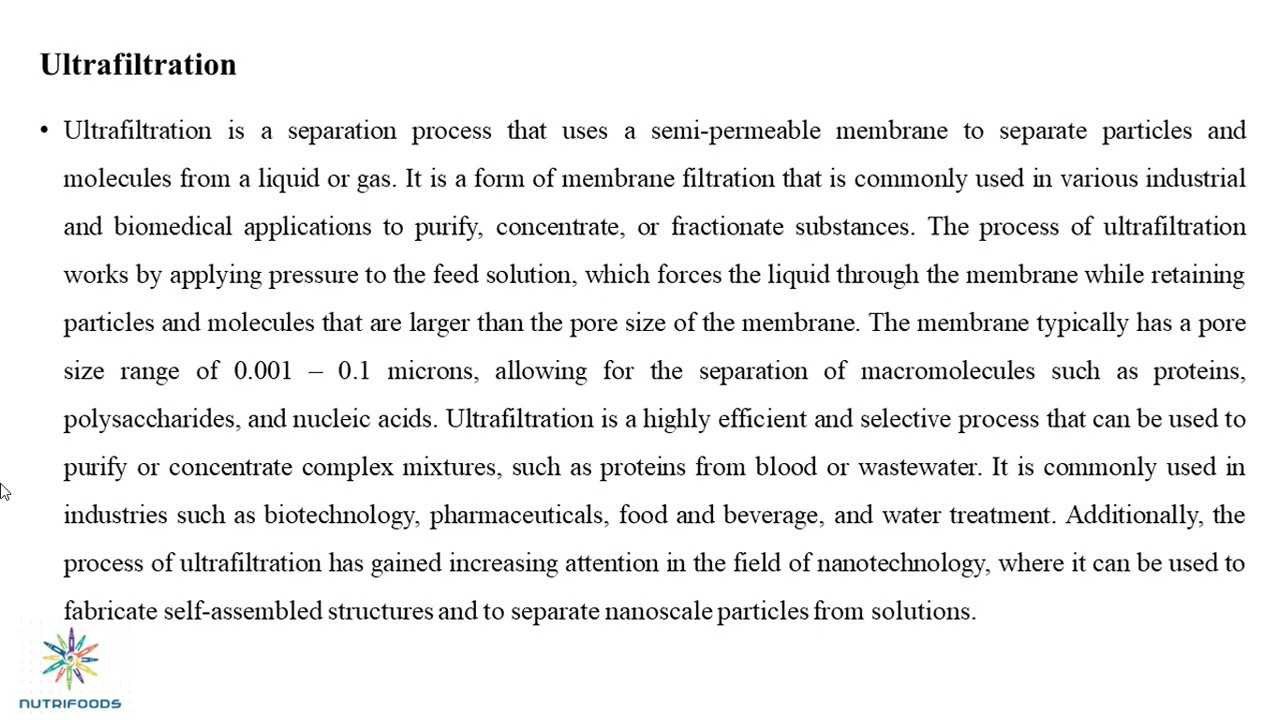 Ultrafiltration
• Ultrafiltration is a separation process that uses a semi-permeable membrane to separate particles and
molecules from a liquid or gas. It is a form of membrane filtration that is commonly used in various industrial
and biomedical applications to purify, concentrate, or fractionate substances. The process of ultrafiltration
works by applying pressure to the feed solution, which forces the liquid through the membrane while retaining
particles and molecules that are larger than the pore size of the membrane. The membrane typically has a pore
size range of 0.001 – 0.1 microns, allowing for the separation of macromolecules such as proteins,
polysaccharides, and nucleic acids. Ultrafiltration is a highly efficient and selective process that can be used to
purify or concentrate complex mixtures, such as proteins from blood or wastewater. It is commonly used in
industries such as biotechnology, pharmaceuticals, food and beverage, and water treatment. Additionally, the
process of ultrafiltration has gained increasing attention in the field of nanotechnology, where it can be used to
fabricate self-assembled structures and to separate nanoscale particles from solutions.
NUTRIFOODS